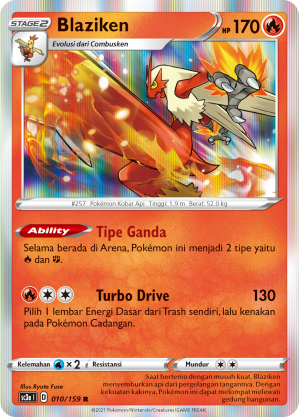 STAGE2 Blaziken HP 170
Evolusi dari Combusken
#257 Pokémon Kobar Api Tinggi: 1.9 m Berat: 52.0 kg
Ability Tipe Ganda
Selama berada di Arena, Pokémon ini menjadi 2 tipe yaitu
dan .
Turbo Drive 130
Pilih 1 lembar Energi Dasar dari Trash sendiri, lalu kenakan
pada Pokémon Cadangan.
Kelemahan ×2 Resistansi Mundur
Illus. Ryota Fuse
sc3a I D 010/159 R
Saat bertemu dengan musuh kuat, Blaziken
menyemburkan api dari pergelangan tangannya. Dengan
kekuatan kakinya, Pokémon ini dapat melompat melewati
gedung bertingkat.
©2021 Pokémon/Nintendo/Creatures/GAME FREAK